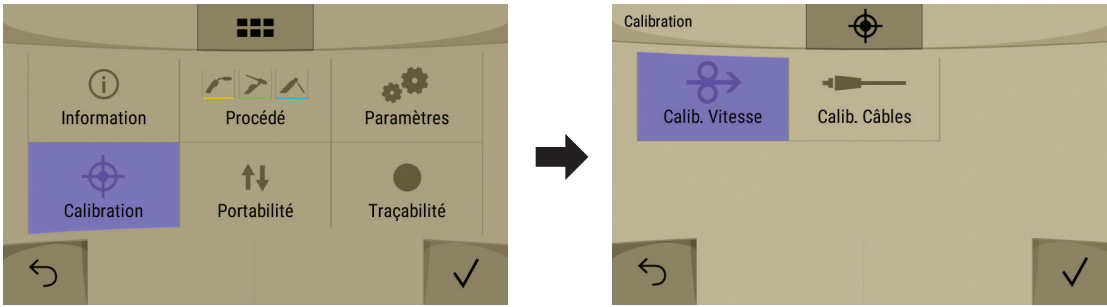 Information
Procédé
Paramètres
Calibration
Portabilité
Traçabilité
Calibration
Calib. Vitesse
Calib. Câbles